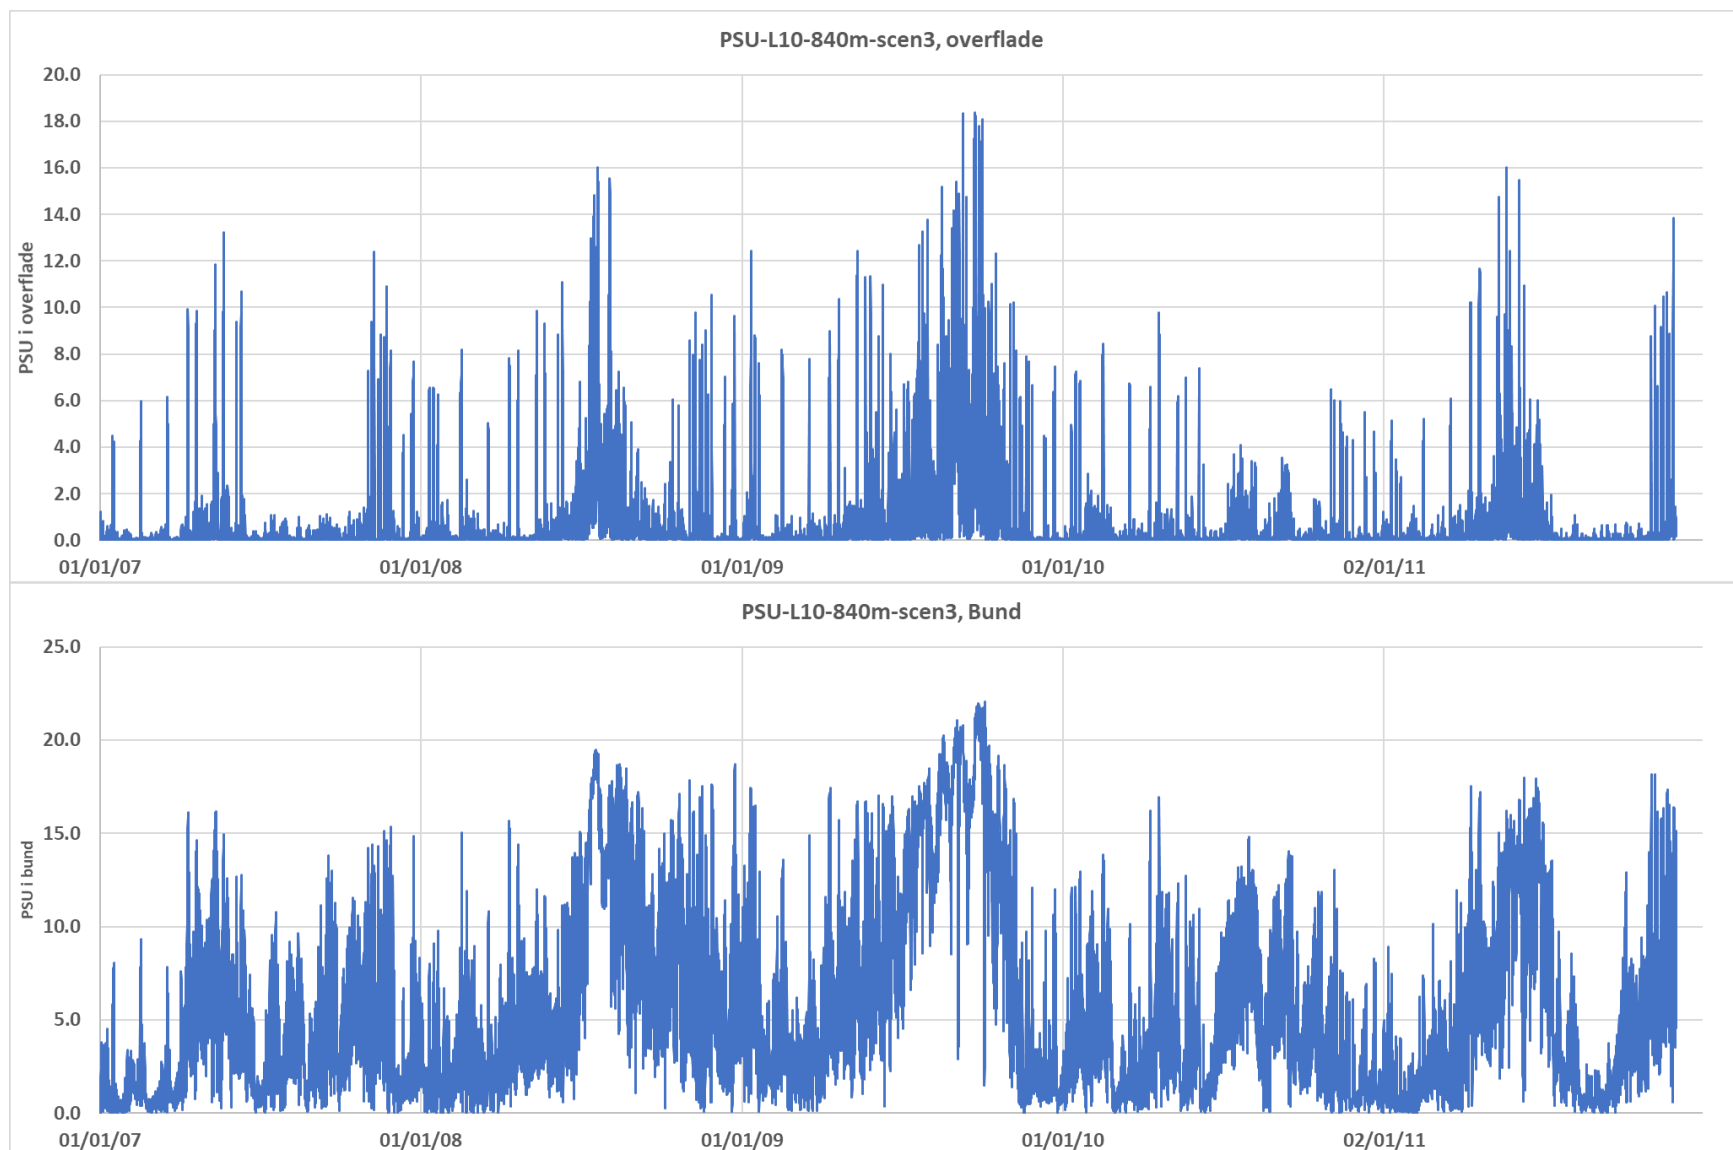 PSU-L10-840m-scen3, overflade
20.0
18.0
16.0
14.0
12.0
10.0
8.0
6.0
4.0
2.0
0.0
PSU i overflade
01/01/07 01/01/08 01/01/09 01/01/10 02/01/11
PSU-L10-840m-scen3, Bund
25.0
20.0
15.0
10.0
5.0
0.0
PSU i bund
01/01/07 01/01/08 01/01/09 01/01/10 02/01/11